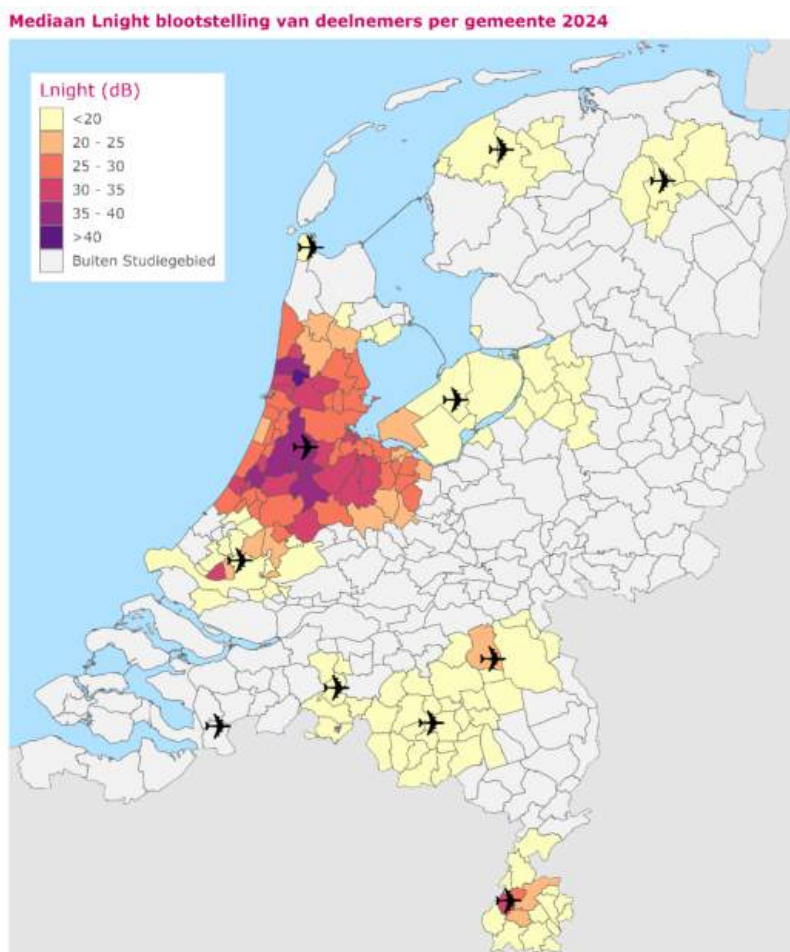 Mediaan Lnight blootstelling van deelnemers per gemeente 2024
Lnight (dB)
<20
20 - 25
25 - 30
30 - 35
35 - 40
>40
Buiten Studiegebied